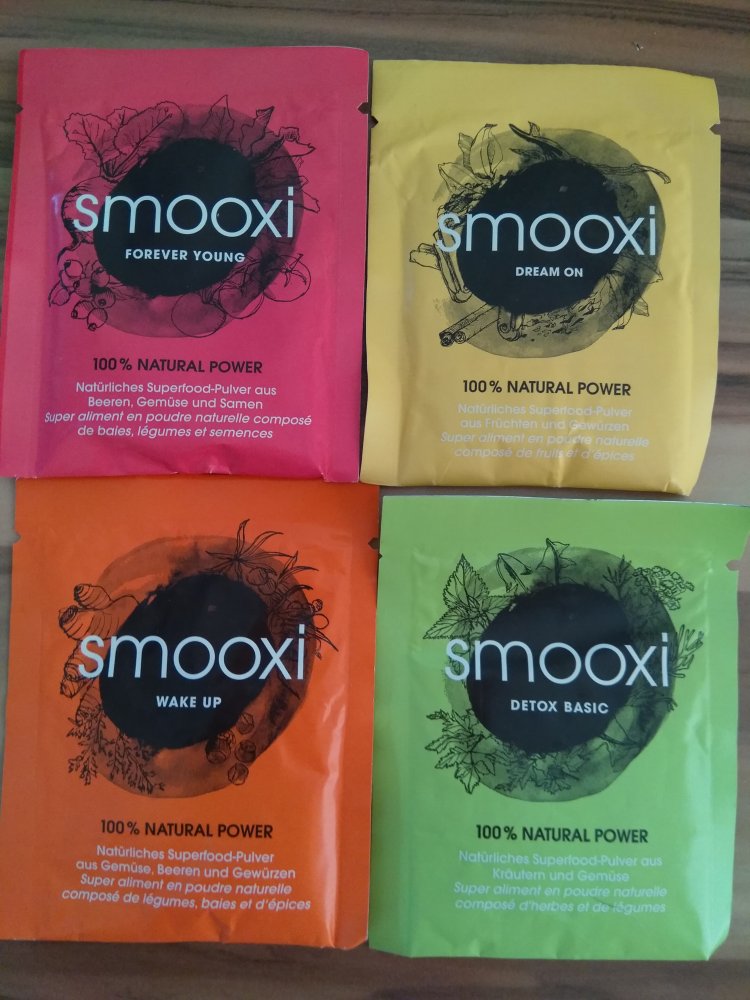 smooxi
FOREVER YOUNG
100 % NATURAL POWER
Natürliches Superfood-Pulver aus
Beeren, Gemüse und Samen
Super aliment en poudre naturelle composé
de baies, légumes et semences
smooxi
DREAM ON
100 % NATURAL POWER
Natürliches Superfood-Pulver
aus Früchten und Gewürzen
Super aliment en poudre naturelle
composé de fruits et d'épices
smooxi
WAKE UP
100 % NATURAL POWER
Natürliches Superfood-Pulver
aus Gemüse, Beeren und Gewürzen
Super aliment en poudre naturelle
composé de légumes, baies et d'épices
smooxi
DETOX BASIC
100 % NATURAL POWER
Natürliches Superfood-Pulver aus
Kräutern und Gemüse
Super aliment en poudre naturelle
composé d'herbes et de légumes